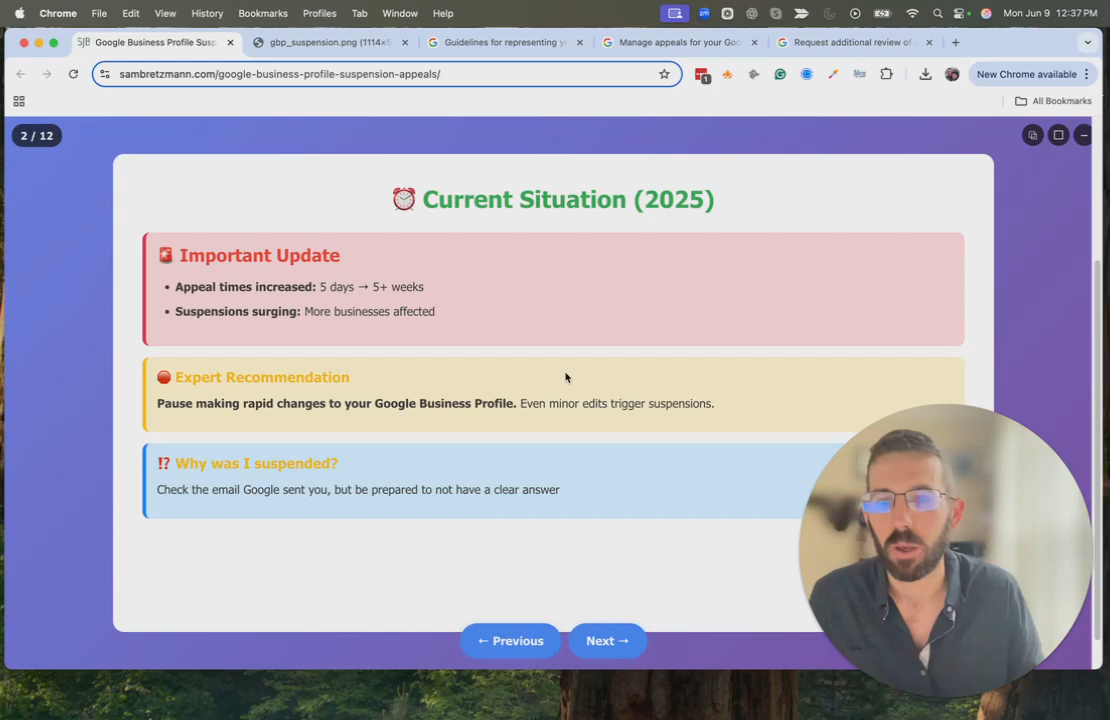 Chrome File Edit View History Bookmarks Profiles Tab Window Help Mon Jun 9 12:37 PM
SJB Google Business Profile Susp
gbp_suspension.png (1114×
Guidelines for representing y
Manage appeals for your Goo
Request additional review of
sambretzmann.com/google-business-profile-suspension-appeals/
1
New Chrome available
All Bookmarks
2 / 12
Current Situation (2025)
Important Update
• Appeal times increased: 5 days → 5+ weeks
• Suspensions surging: More businesses affected
Expert Recommendation
Pause making rapid changes to your Google Business Profile. Even minor edits trigger suspensions.
⁉ Why was I suspended?
Check the email Google sent you, but be prepared to not have a clear answer
← Previous
Next →